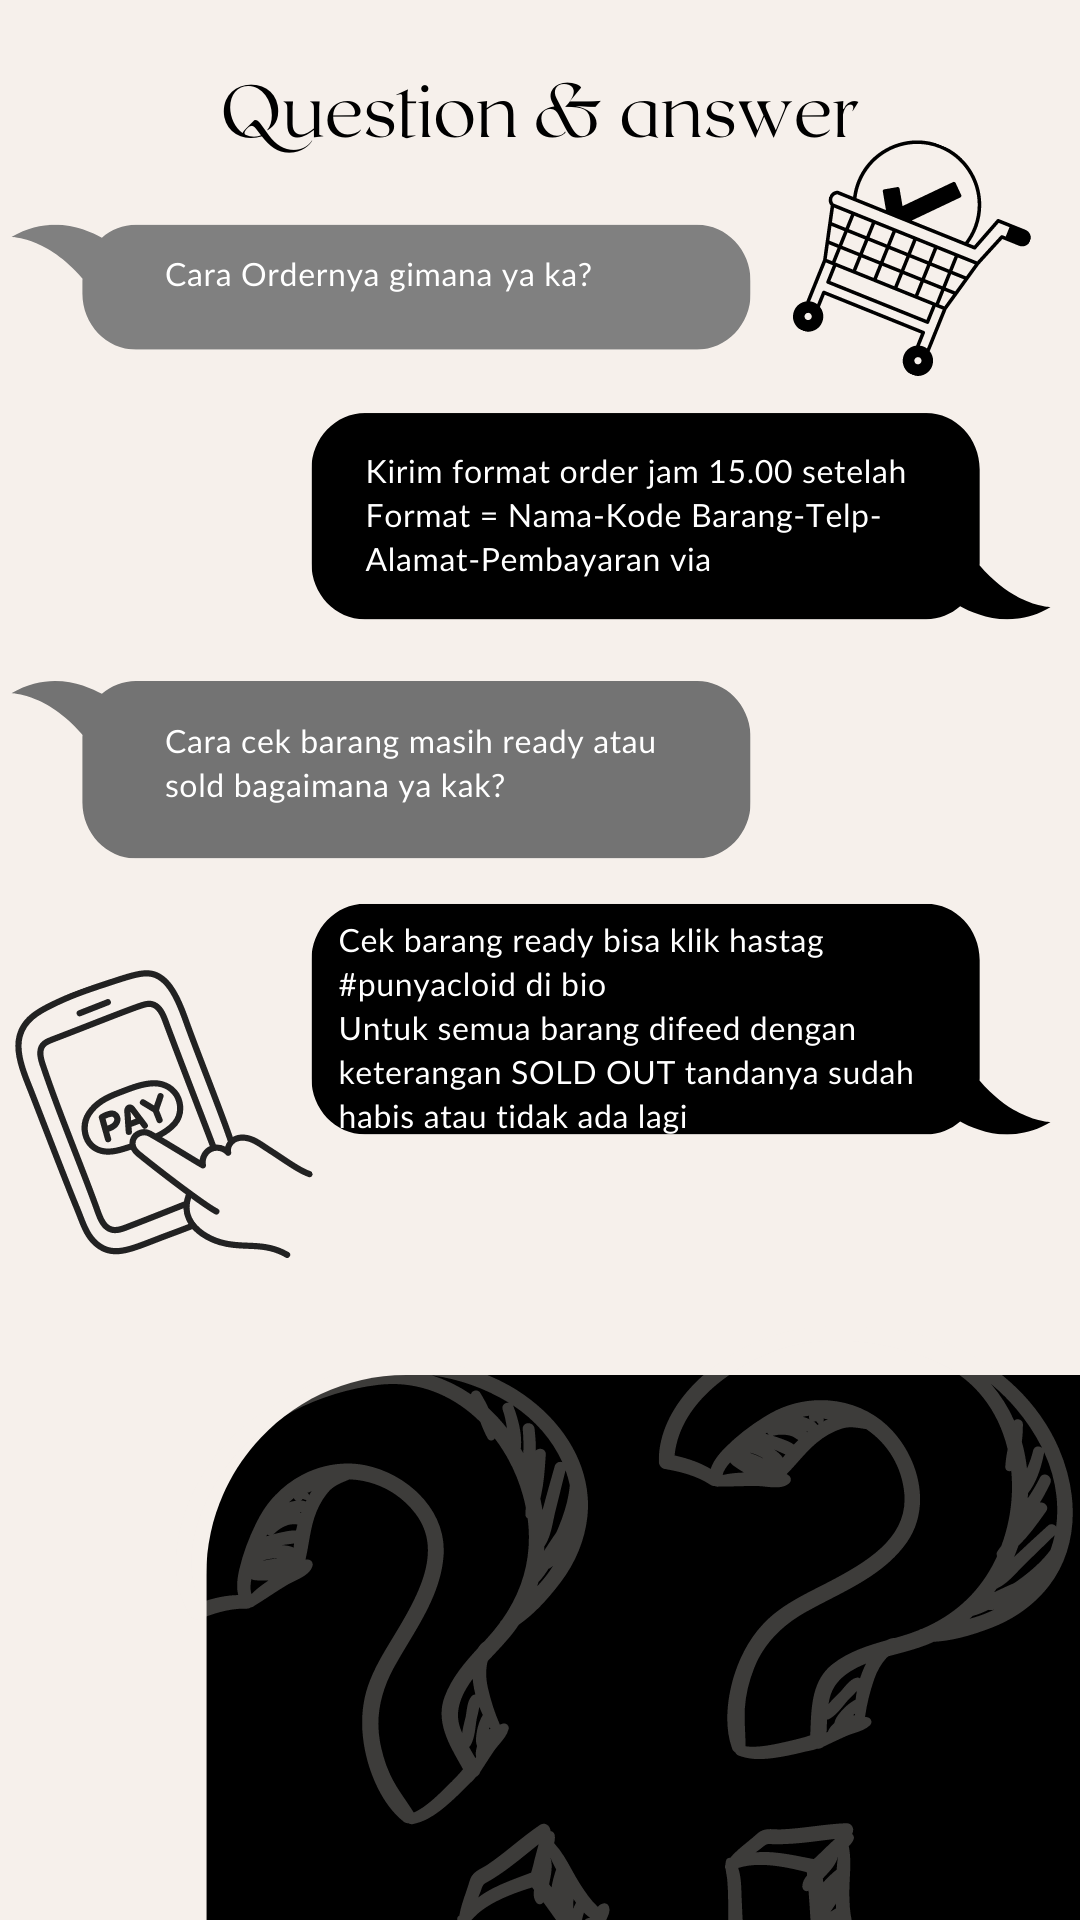 Question & answer
Cara Ordernya gimana ya ka?
Kirim format order jam 15.00 setelah
Format = Nama-Kode Barang-Telp-
Alamat-Pembayaran via
Cara cek barang masih ready atau
sold bagaimana ya kak?
Cek barang ready bisa klik hastag
#punyacloid di bio
Untuk semua barang difeed dengan
keterangan SOLD OUT tandanya sudah
habis atau tidak ada lagi
PAY